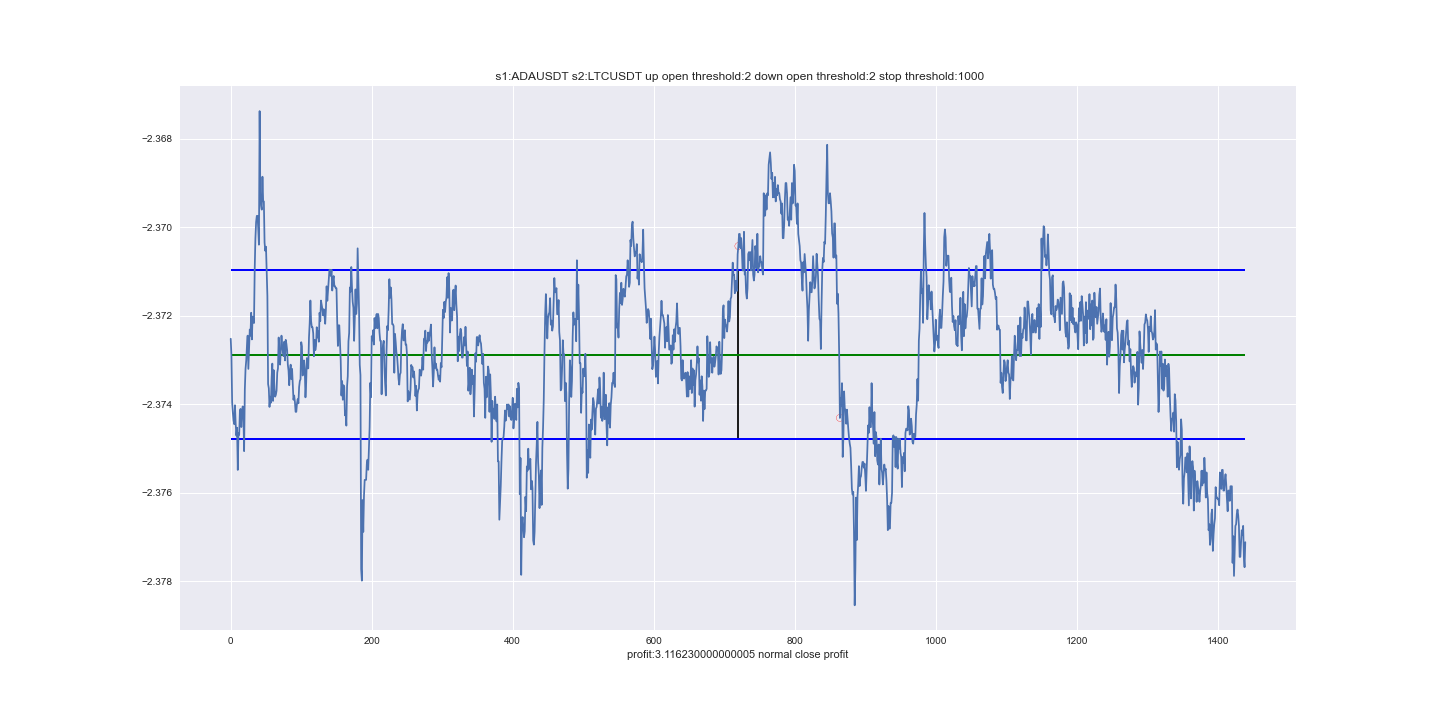 s1:ADAUSDT s2:LTCUSDT up open threshold:2 down open threshold:2 stop threshold:1000
−2.368
−2.370
−2.372
−2.374
−2.376
−2.378
0 200 400 600 800 1000 1200 1400
profit:3.116230000000005 normal close profit